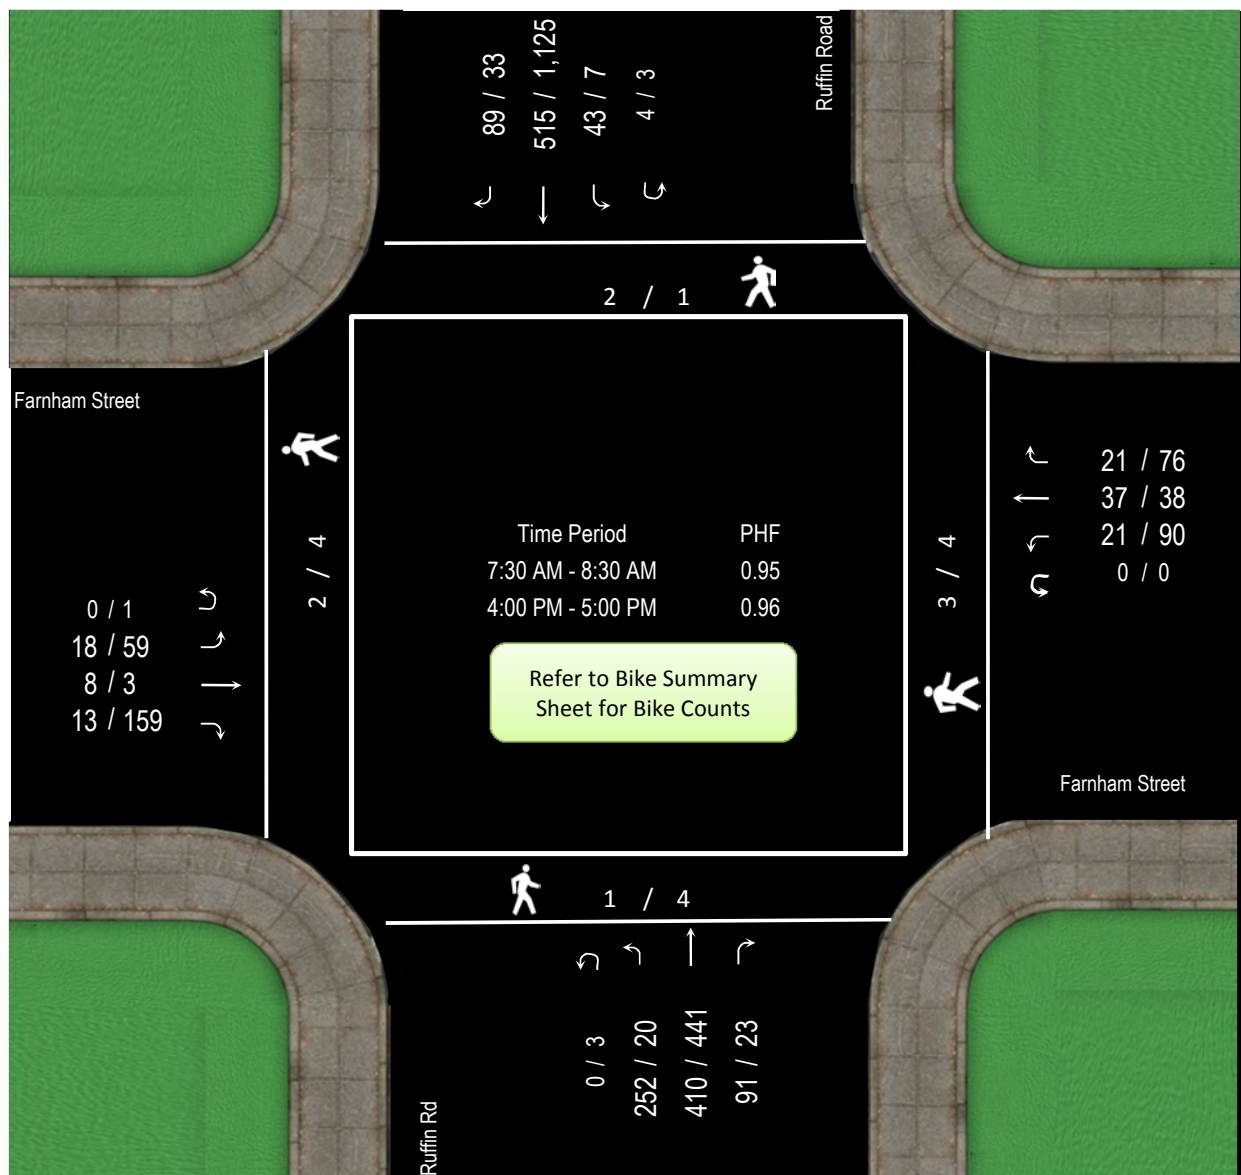 89 / 33
515 / 1,125
43 / 7
4 / 3
Ruffin Road
2 / 1
Farnham Street
2 / 4
0 / 1
18 / 59
8 / 3
13 / 159
Time Period PHF
7:30 AM - 8:30 AM 0.95
4:00 PM - 5:00 PM 0.96
Refer to Bike Summary
Sheet for Bike Counts
3 / 4
21 / 76
37 / 38
21 / 90
0 / 0
Farnham Street
1 / 4
0 / 3
252 / 20
410 / 441
91 / 23
Ruffin Rd